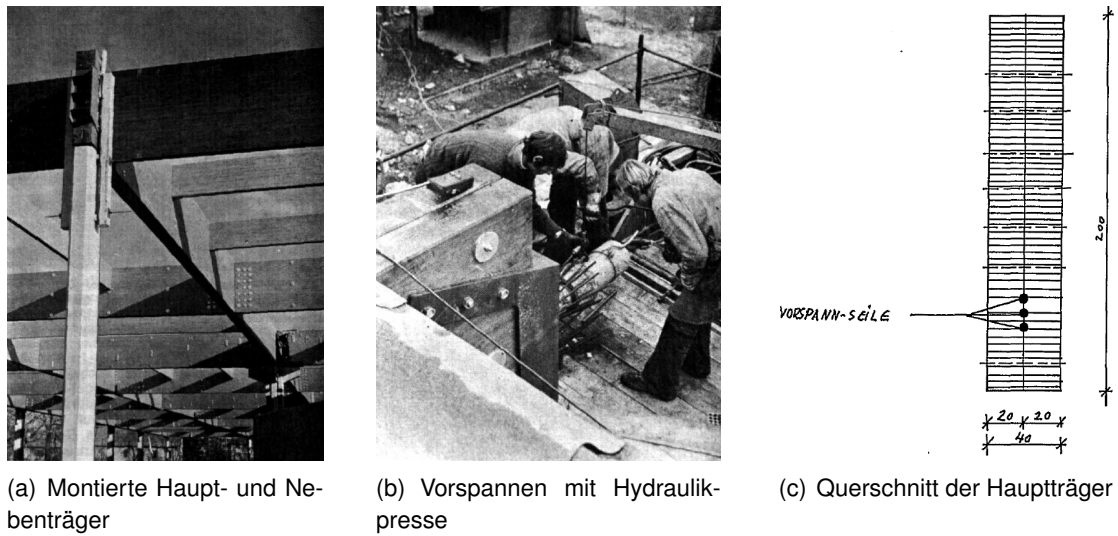 VORSPANN-SEILE
200
20 20
40
(a) Montierte Haupt- und Ne-
benträger
(b) Vorspannen mit Hydraulik-
presse
(c) Querschnitt der Hauptträger